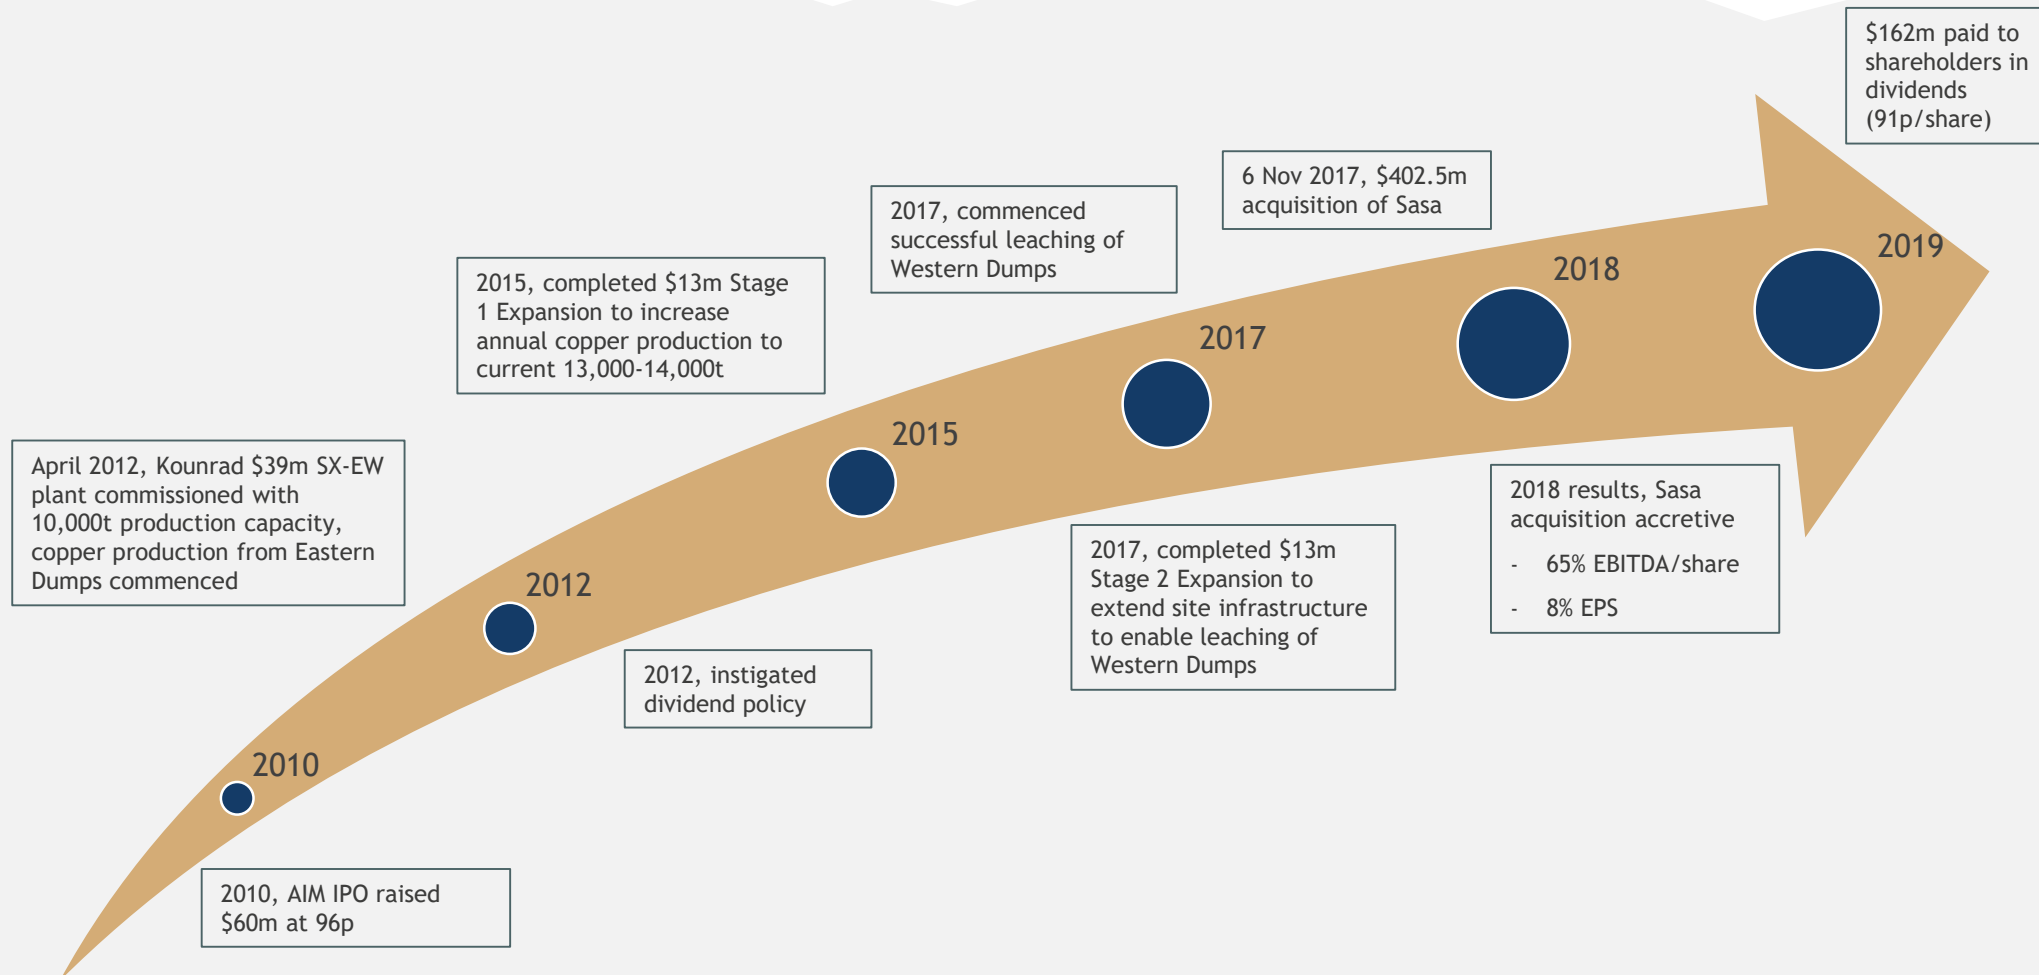 $162m paid to
shareholders in
dividends
(91p/share)
6 Nov 2017, $402.5m
acquisition of Sasa
2017, commenced
successful leaching of
Western Dumps
2015, completed $13m Stage
1 Expansion to increase
annual copper production to
current 13,000-14,000t
April 2012, Kounrad $39m SX-EW
plant commissioned with
10,000t production capacity,
copper production from Eastern
Dumps commenced
2019
2018
2017
2015
2012
2010
2018 results, Sasa
acquisition accretive
- 65% EBITDA/share
- 8% EPS
2017, completed $13m
Stage 2 Expansion to
extend site infrastructure
to enable leaching of
Western Dumps
2012, instigated
dividend policy
2010, AIM IPO raised
$60m at 96p